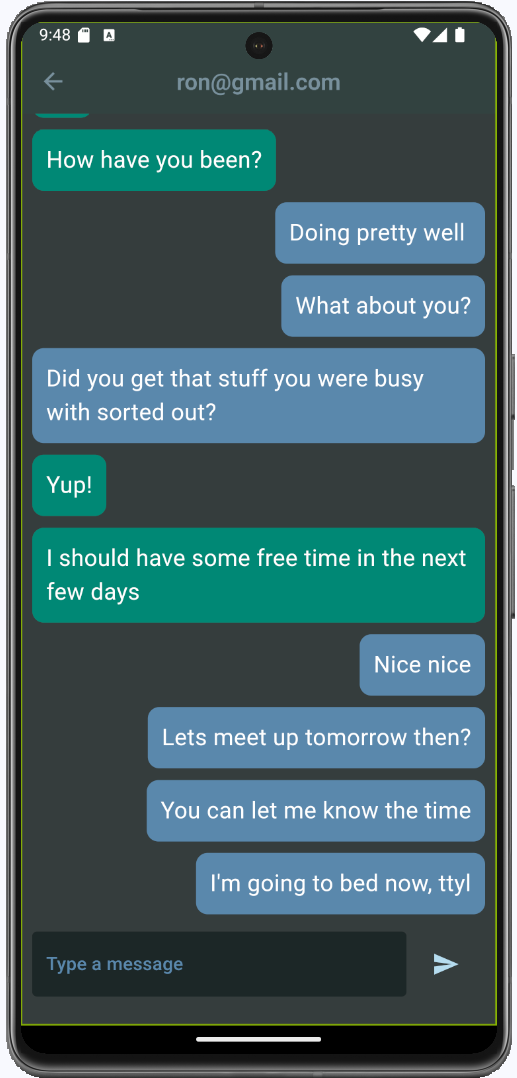 9:48
A
ron@gmail.com
How have you been?
Doing pretty well
What about you?
Did you get that stuff you were busy
with sorted out?
Yup!
I should have some free time in the next
few days
Nice nice
Lets meet up tomorrow then?
You can let me know the time
I'm going to bed now, ttyl
Type a message